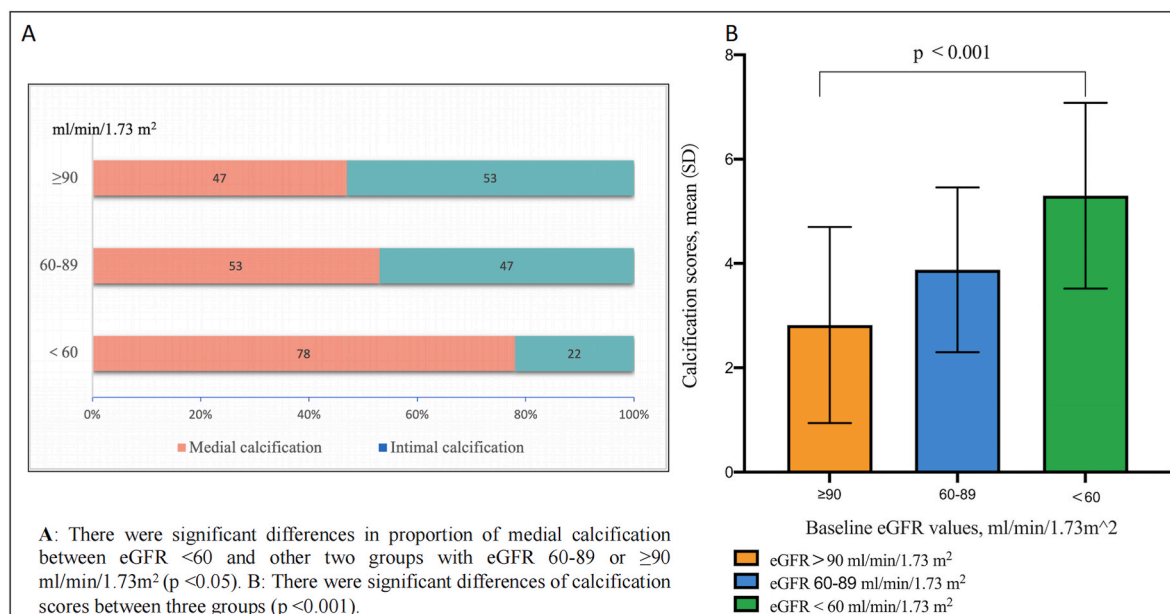 A
ml/min/1.73 m²
≥90
47
53
60-89
53
47
< 60
78
22
0%
20%
40%
60%
80%
100%
Medial calcification
Intimal calcification
A: There were significant differences in proportion of medial calcification
between eGFR <60 and other two groups with eGFR 60-89 or ≥90
ml/min/1.73m² (p <0.05). B: There were significant differences of calcification
scores between three groups (p <0.001).
B
p < 0.001
Calcification scores, mean (SD)
8
6
4
2
0
≥90
60-89
<60
Baseline eGFR values, ml/min/1.73m^2
eGFR>90 ml/min/1.73 m²
eGFR 60-89 ml/min/1.73 m²
eGFR < 60 ml/min/1.73 m²